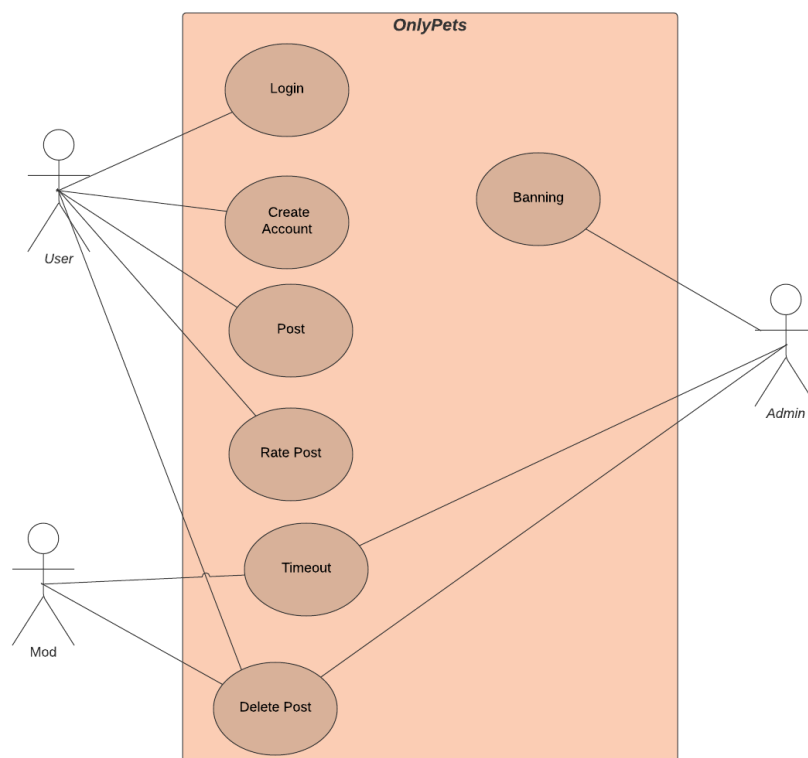 OnlyPets
Login
User
Create
Account
Banning
Post
Admin
Rate Post
Timeout
Mod
Delete Post